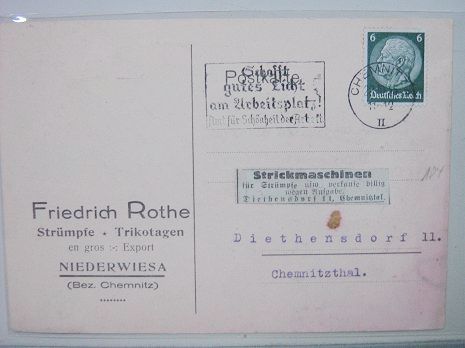 6 6
Deutsches Reich
CHEMNITZ
II
Postkarte
Schafft
gutes Licht
am Arbeitsplatz!
Amt für Schönheit der Arbeit
Strickmaschinen
für Strümpfe usw. verkaufe billig
wegen Aufgabe.
Diethensdorf 11, Chemnitztal.
Friedrich Rothe
Strümpfe * Trikotagen
en gros :-: Export
NIEDERWIESA
(Bez. Chemnitz)
Diethensdorf 11.
Chemnitzthal.